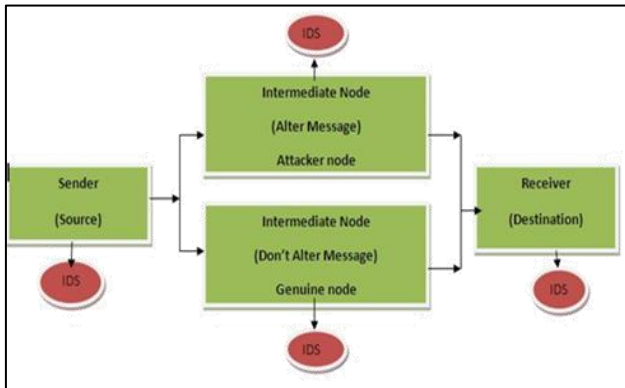 IDS
Intermediate Node
(Alter Message)
Attacker node
Sender
(Source)
IDS
Intermediate Node
(Don't Alter Message)
Genuine node
IDS
Receiver
(Destination)
IDS